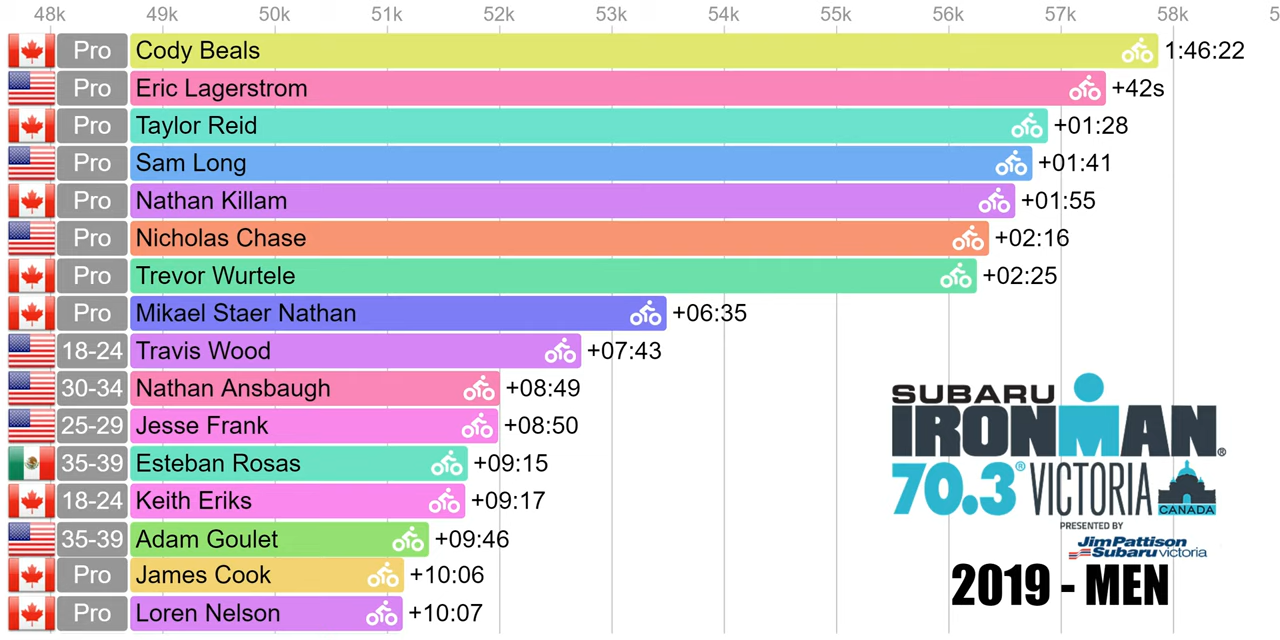 48k 49k 50k 51k 52k 53k 54k 55k 56k 57k 58k 5
Pro Cody Beals 1:46:22
Pro Eric Lagerstrom +42s
Pro Taylor Reid +01:28
Pro Sam Long +01:41
Pro Nathan Killam +01:55
Pro Nicholas Chase +02:16
Pro Trevor Wurtele +02:25
Pro Mikael Staer Nathan +06:35
18-24 Travis Wood +07:43
30-34 Nathan Ansbaugh +08:49
25-29 Jesse Frank +08:50
35-39 Esteban Rosas +09:15
18-24 Keith Eriks +09:17
35-39 Adam Goulet +09:46
Pro James Cook +10:06
Pro Loren Nelson +10:07
SUBARU
IRONMAN®
70.3® VICTORIA
CANADA
PRESENTED BY
Jim Pattison
Subaru victoria
2019 - MEN